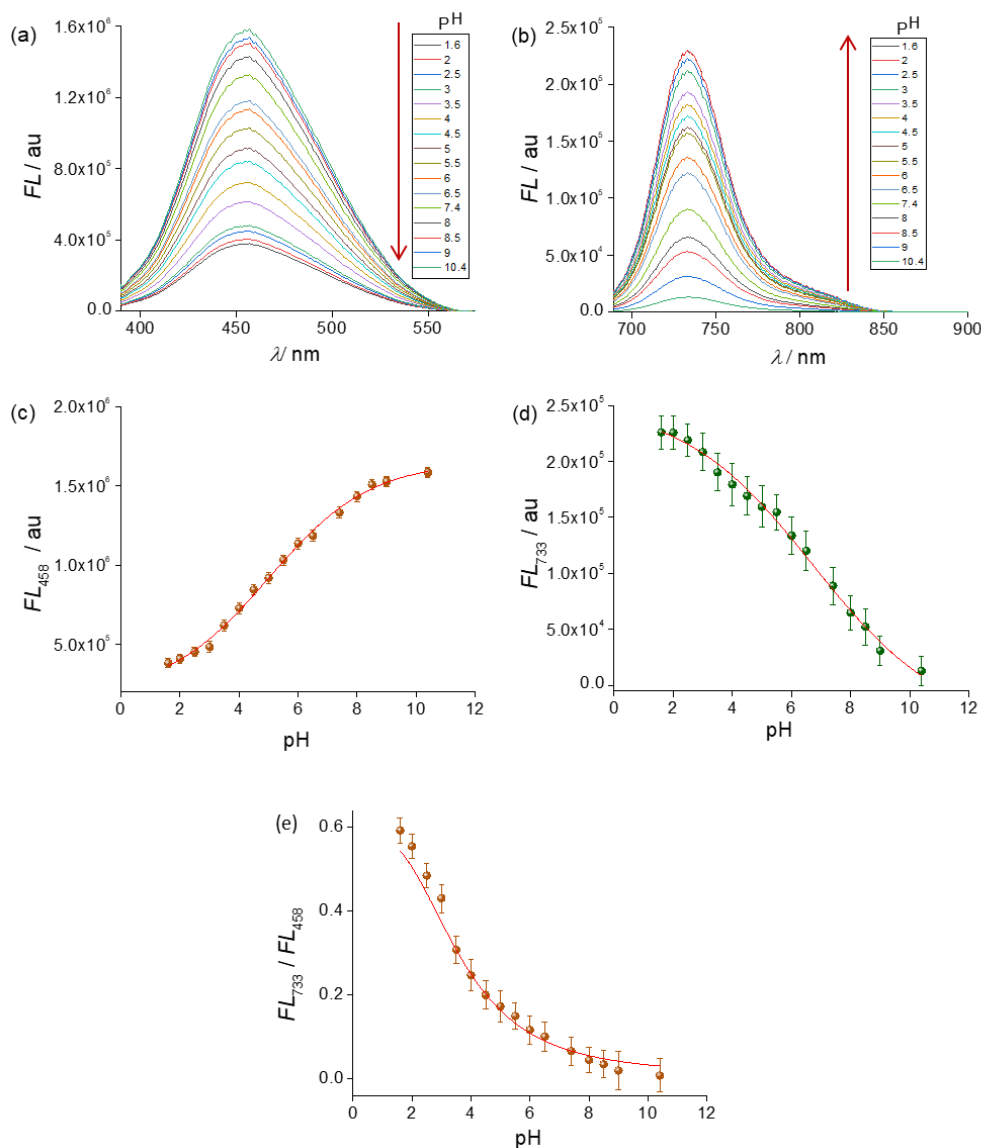 (a)
FL / au
1.6x10⁶
1.2x10⁶
8.0x10⁵
4.0x10⁵
0.0
400 450 500 550
λ/ nm
pH
1.6
2
2.5
3
3.5
4
4.5
5
5.5
6
6.5
7.4
8
8.5
9
10.4
(b)
FL / au
2.5x10⁵
2.0x10⁵
1.5x10⁵
1.0x10⁵
5.0x10⁴
0.0
700 750 800 850 900
λ / nm
pH
1.6
2
2.5
3
3.5
4
4.5
5
5.5
6
6.5
7.4
8
8.5
9
10.4
(c)
FL₄₅₈ / au
2.0x10⁶
1.5x10⁶
1.0x10⁶
5.0x10⁵
0 2 4 6 8 10 12
pH
(d)
FL₇₃₃ / au
2.5x10⁵
2.0x10⁵
1.5x10⁵
1.0x10⁵
5.0x10⁴
0.0
0 2 4 6 8 10 12
pH
(e)
FL₇₃₃ / FL₄₅₈
0.6
0.4
0.2
0.0
0 2 4 6 8 10 12
pH